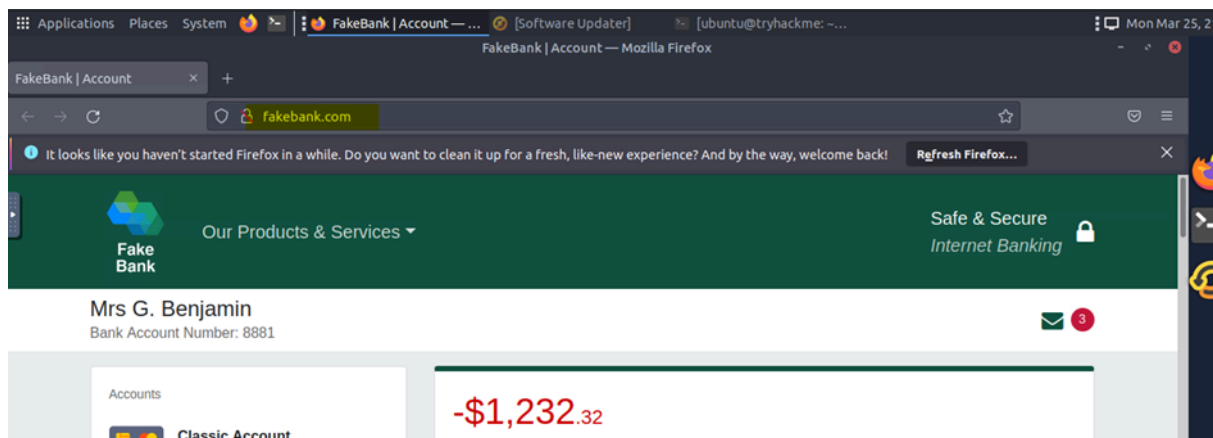 Applications Places System FakeBank | Account — ... [Software Updater] [ubuntu@tryhackme: ~... Mon Mar 25, 2
FakeBank | Account — Mozilla Firefox
FakeBank | Account
fakebank.com
It looks like you haven't started Firefox in a while. Do you want to clean it up for a fresh, like-new experience? And by the way, welcome back! Refresh Firefox...
Our Products & Services
Safe & Secure
Internet Banking
Fake
Bank
Mrs G. Benjamin
Bank Account Number: 8881
3
Accounts
-$1,232.32
Classic Account